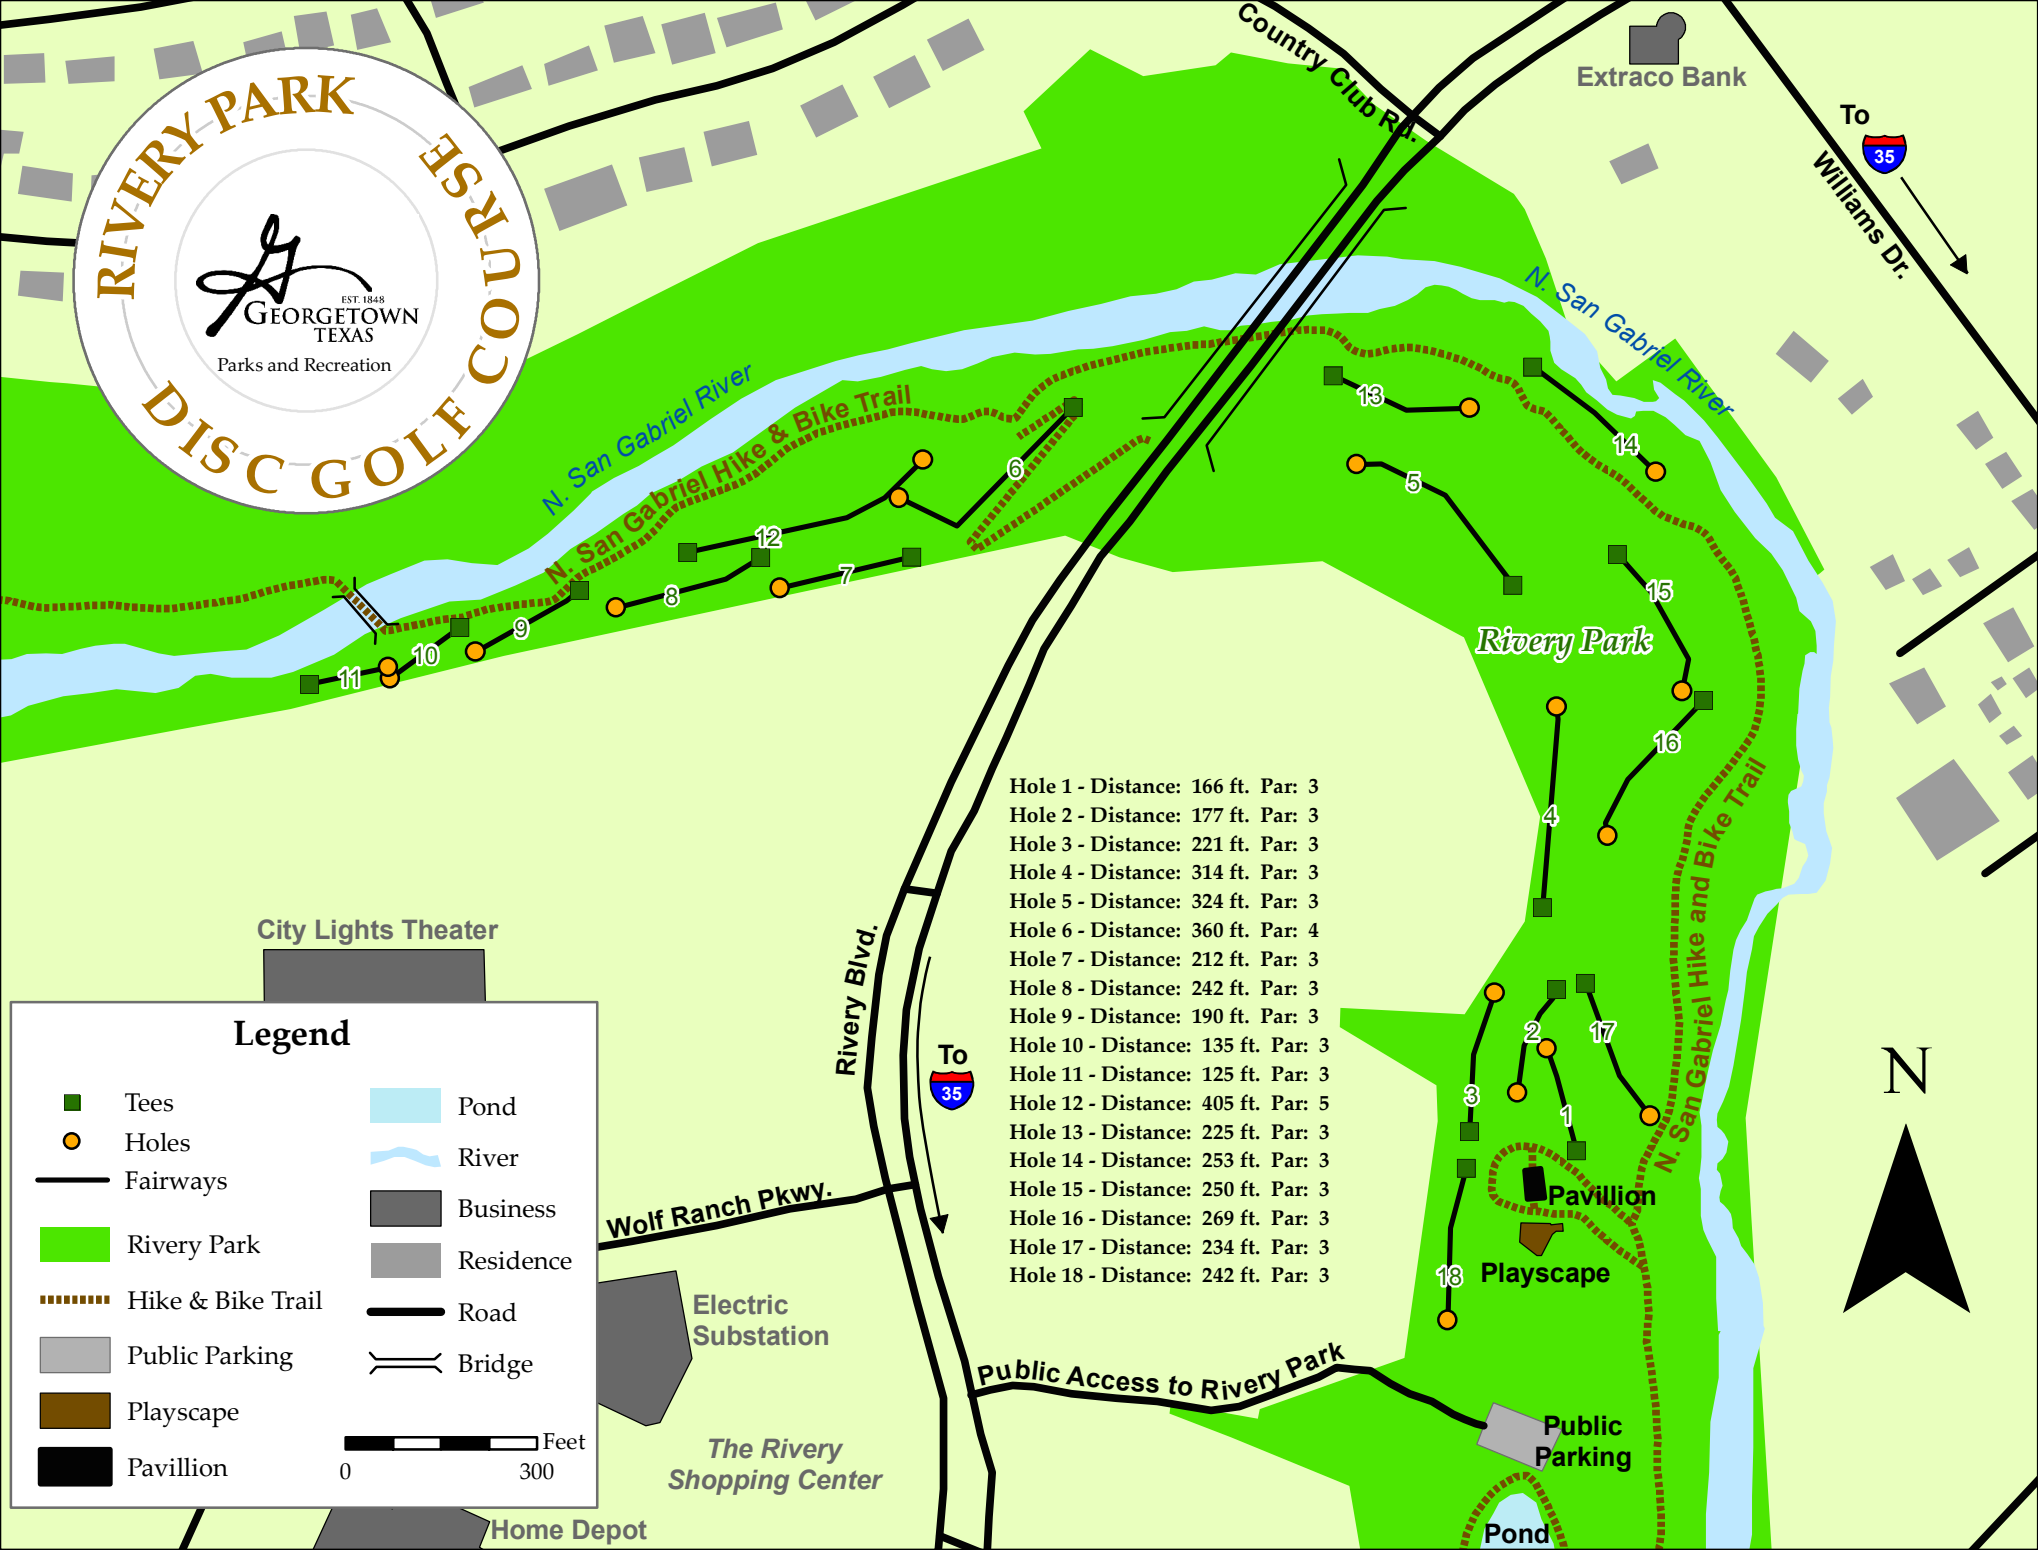 RIVERY PARK
DISC GOLF COURSE
EST. 1848
GEORGETOWN
TEXAS
Parks and Recreation
Country Club Rd.
Extraco Bank
To
35
Williams Dr.
N. San Gabriel River
N. San Gabriel River
N. San Gabriel Hike & Bike Trail
13
14
6
5
12
7
8
15
9
10
11
Rivery Park
16
4
N. San Gabriel Hike and Bike Trail
Hole 1 - Distance: 166 ft. Par: 3
Hole 2 - Distance: 177 ft. Par: 3
Hole 3 - Distance: 221 ft. Par: 3
Hole 4 - Distance: 314 ft. Par: 3
Hole 5 - Distance: 324 ft. Par: 3
Hole 6 - Distance: 360 ft. Par: 4
Hole 7 - Distance: 212 ft. Par: 3
Hole 8 - Distance: 242 ft. Par: 3
Hole 9 - Distance: 190 ft. Par: 3
Hole 10 - Distance: 135 ft. Par: 3
Hole 11 - Distance: 125 ft. Par: 3
Hole 12 - Distance: 405 ft. Par: 5
Hole 13 - Distance: 225 ft. Par: 3
Hole 14 - Distance: 253 ft. Par: 3
Hole 15 - Distance: 250 ft. Par: 3
Hole 16 - Distance: 269 ft. Par: 3
Hole 17 - Distance: 234 ft. Par: 3
Hole 18 - Distance: 242 ft. Par: 3
Rivery Blvd.
To
35
2
17
3
1
N
Pavillion
Playscape
18
City Lights Theater
Wolf Ranch Pkwy.
Electric
Substation
Public Access to Rivery Park
Public
Parking
The Rivery
Shopping Center
Pond
Home Depot
Legend
Tees
Holes
Fairways
Rivery Park
Hike & Bike Trail
Public Parking
Playscape
Pavillion
Pond
River
Business
Residence
Road
Bridge
Feet
0 300